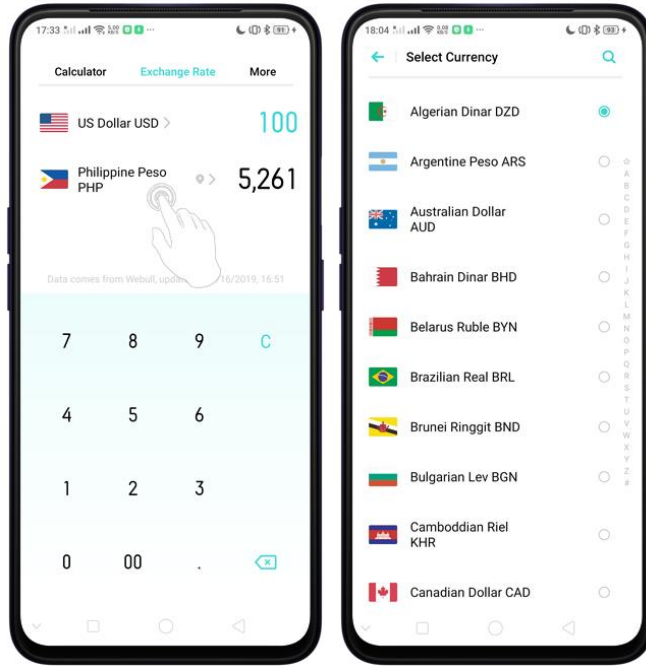 17:33
91
Calculator Exchange Rate More
US Dollar USD > 100
Philippine Peso
PHP > 5,261
Data comes from Webull, upda 16/2019, 16:51
7 8 9 C
4 5 6
1 2 3
0 00 .
18:04
93
Select Currency
Algerian Dinar DZD
Argentine Peso ARS
Australian Dollar
AUD
Bahrain Dinar BHD
Belarus Ruble BYN
Brazilian Real BRL
Brunei Ringgit BND
Bulgarian Lev BGN
Camboddian Riel
KHR
Canadian Dollar CAD
A
B
C
D
E
F
G
H
I
J
K
L
M
N
O
P
Q
R
S
T
U
V
W
X
Y
Z
#